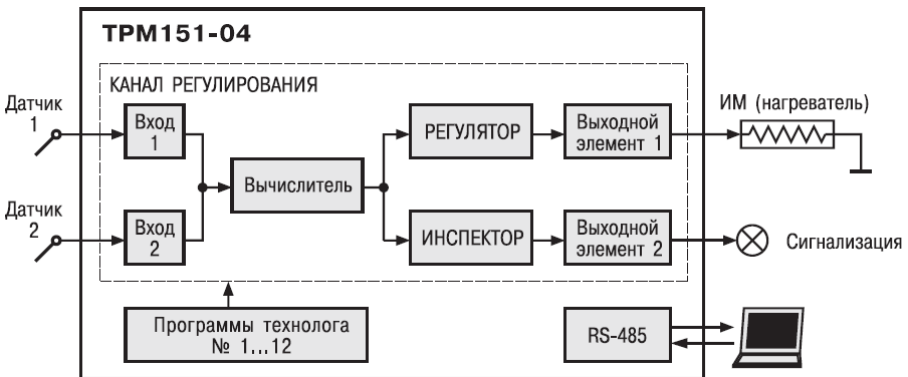 ТРМ151-04
КАНАЛ РЕГУЛИРОВАНИЯ
Датчик
1
Вход
1
Вычислитель
РЕГУЛЯТОР
Выходной
элемент 1
ИМ (нагреватель)
Датчик
2
Вход
2
ИНСПЕКТОР
Выходной
элемент 2
Сигнализация
Программы технолога
№ 1...12
RS-485